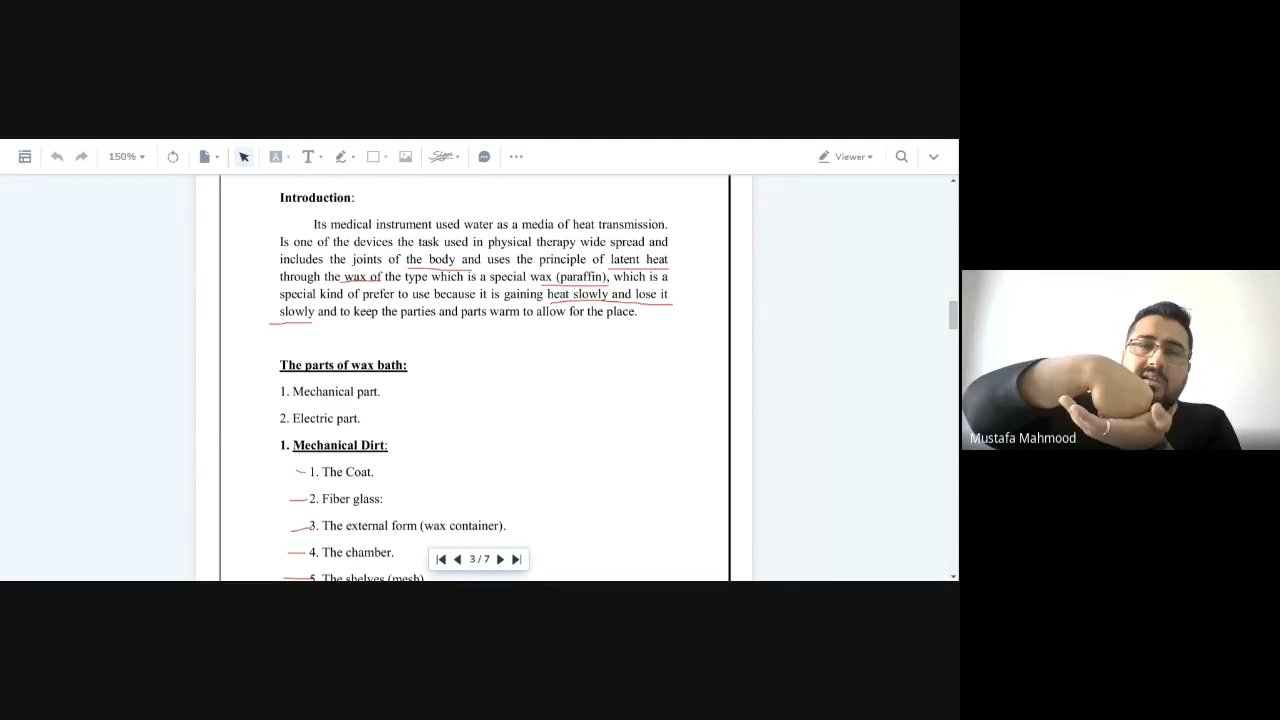 150%
Viewer
Introduction:
Its medical instrument used water as a media of heat transmission.
Is one of the devices the task used in physical therapy wide spread and
includes the joints of the body and uses the principle of latent heat
through the wax of the type which is a special wax (paraffin), which is a
special kind of prefer to use because it is gaining heat slowly and lose it
slowly and to keep the parties and parts warm to allow for the place.
The parts of wax bath:
1. Mechanical part.
2. Electric part.
1. Mechanical Dirt:
1. The Coat.
2. Fiber glass:
3. The external form (wax container).
4. The chamber.
5. The shelves (mesh)
3 / 7
Mustafa Mahmood